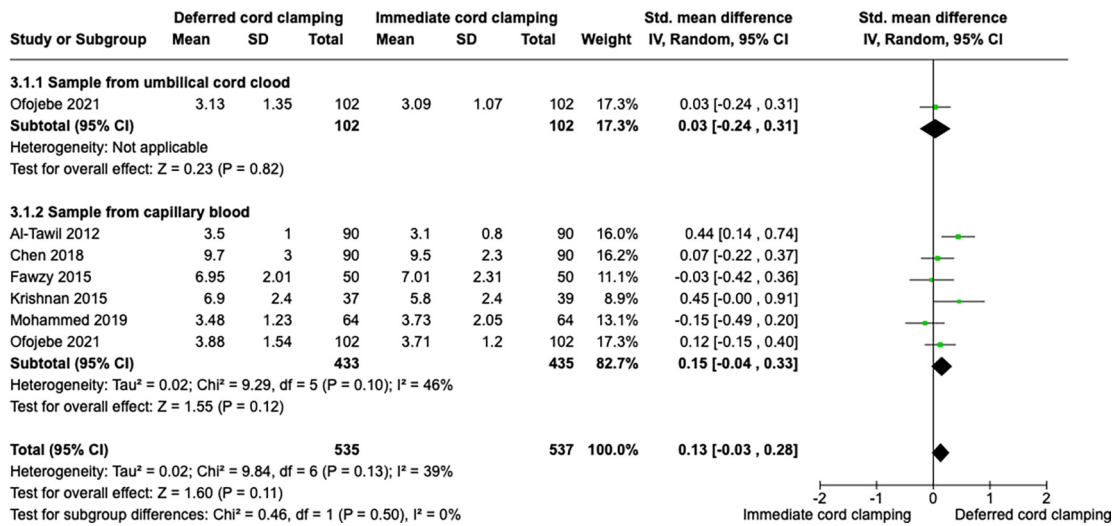 Deferred cord clamping Immediate cord clamping Std. mean difference Std. mean difference
Study or Subgroup Mean SD Total Mean SD Total Weight IV, Random, 95% CI IV, Random, 95% CI
3.1.1 Sample from umbilical cord clood
Ofojebe 2021 3.13 1.35 102 3.09 1.07 102 17.3% 0.03 [-0.24 , 0.31]
Subtotal (95% CI) 102 102 17.3% 0.03 [-0.24 , 0.31]
Heterogeneity: Not applicable
Test for overall effect: Z = 0.23 (P = 0.82)
3.1.2 Sample from capillary blood
Al-Tawil 2012 3.5 1 90 3.1 0.8 90 16.0% 0.44 [0.14 , 0.74]
Chen 2018 9.7 3 90 9.5 2.3 90 16.2% 0.07 [-0.22 , 0.37]
Fawzy 2015 6.95 2.01 50 7.01 2.31 50 11.1% -0.03 [-0.42 , 0.36]
Krishnan 2015 6.9 2.4 37 5.8 2.4 39 8.9% 0.45 [-0.00 , 0.91]
Mohammed 2019 3.48 1.23 64 3.73 2.05 64 13.1% -0.15 [-0.49 , 0.20]
Ofojebe 2021 3.88 1.54 102 3.71 1.2 102 17.3% 0.12 [-0.15 , 0.40]
Subtotal (95% CI) 433 435 82.7% 0.15 [-0.04 , 0.33]
Heterogeneity: Tau² = 0.02; Chi² = 9.29, df = 5 (P = 0.10); I² = 46%
Test for overall effect: Z = 1.55 (P = 0.12)
Total (95% CI) 535 537 100.0% 0.13 [-0.03 , 0.28]
Heterogeneity: Tau² = 0.02; Chi² = 9.84, df = 6 (P = 0.13); I² = 39%
Test for overall effect: Z = 1.60 (P = 0.11)
Test for subgroup differences: Chi² = 0.46, df = 1 (P = 0.50), I² = 0%
-2 -1 0 1 2
Immediate cord clamping Deferred cord clamping